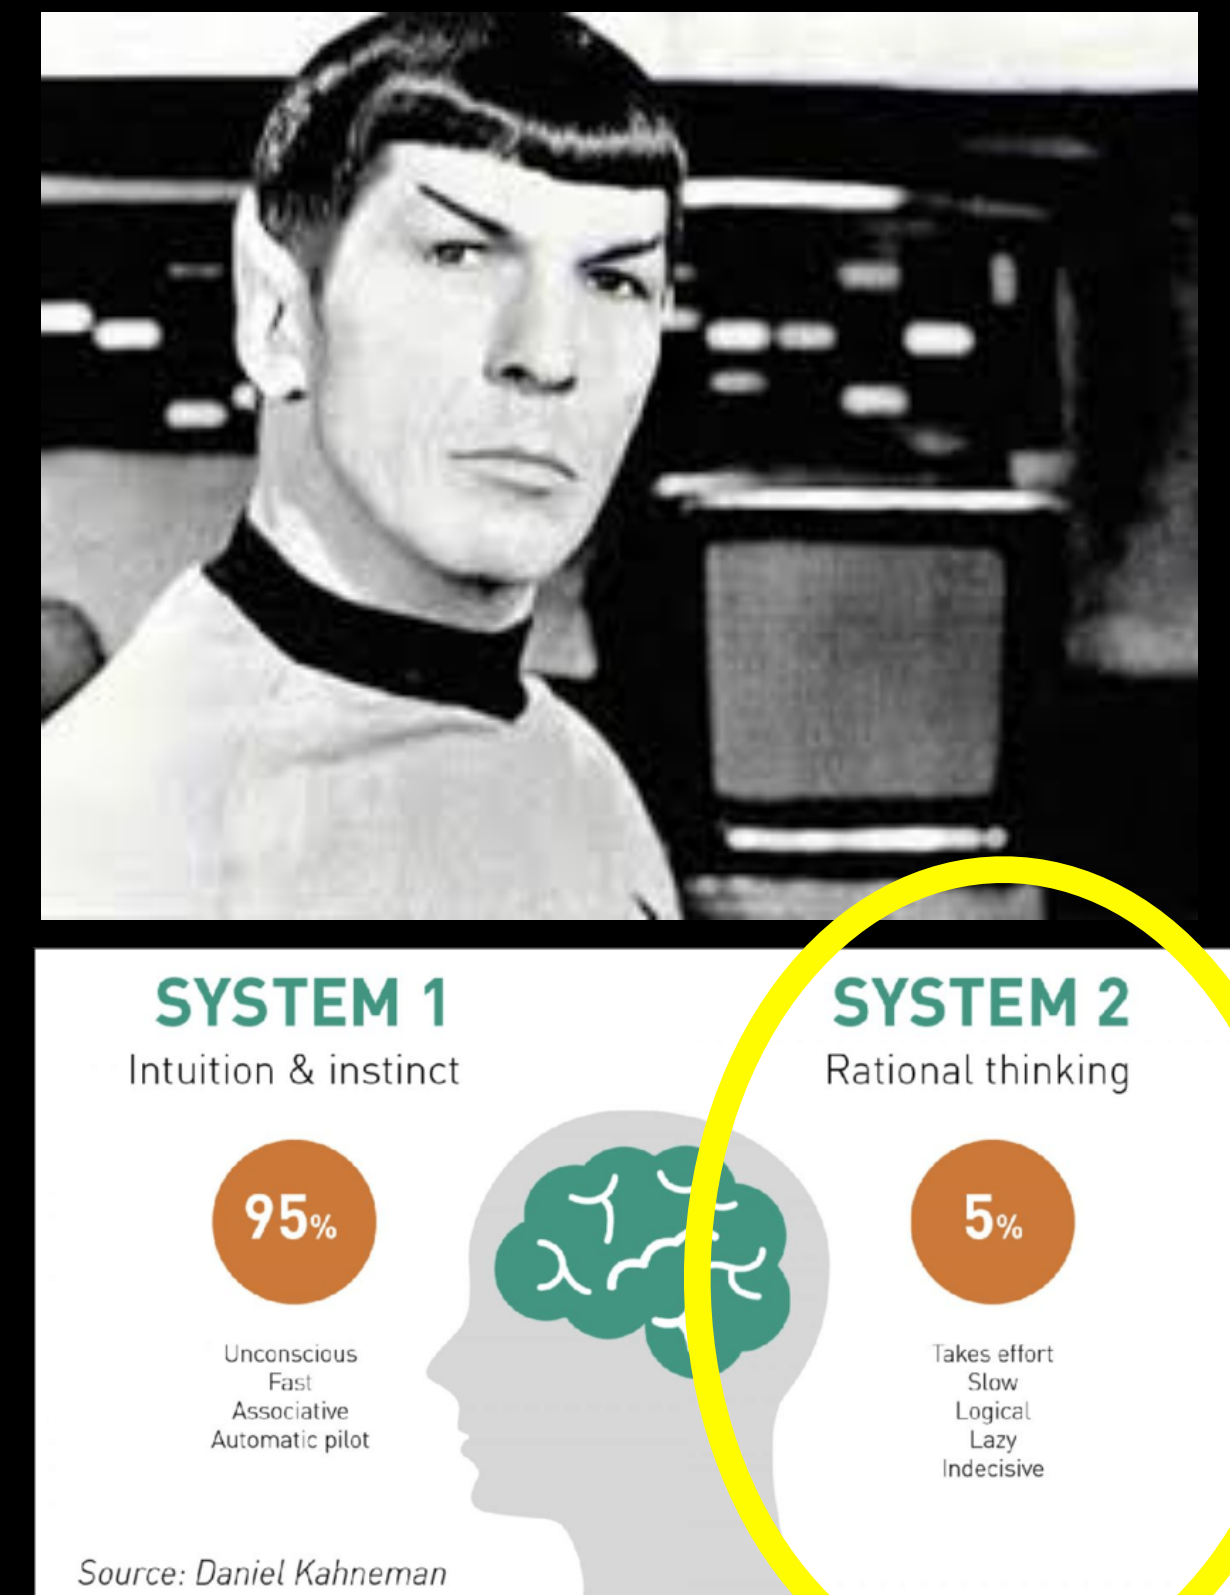 SYSTEM 1
Intuition & instinct
95%
Unconscious
Fast
Associative
Automatic pilot
SYSTEM 2
Rational thinking
5%
Takes effort
Slow
Logical
Lazy
Indecisive
Source: Daniel Kahneman